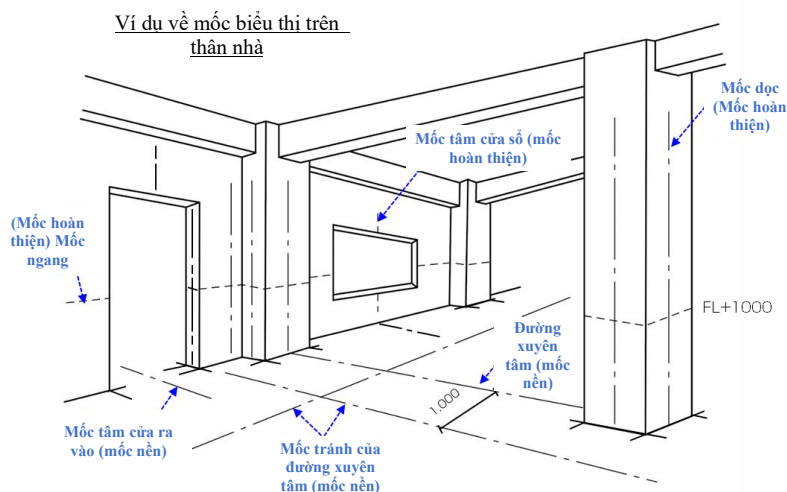 Ví dụ về mốc biểu thị trên
thân nhà
Mốc dọc
(Mốc hoàn
thiện)
Mốc tâm cửa sổ (mốc
hoàn thiện)
(Mốc hoàn
thiện) Mốc
ngang
FL+1000
Đường
xuyên
tâm (mốc
nền)
1.000
Mốc tâm cửa ra
vào (mốc nền)
Mốc tránh của
đường xuyên
tâm (mốc nền)